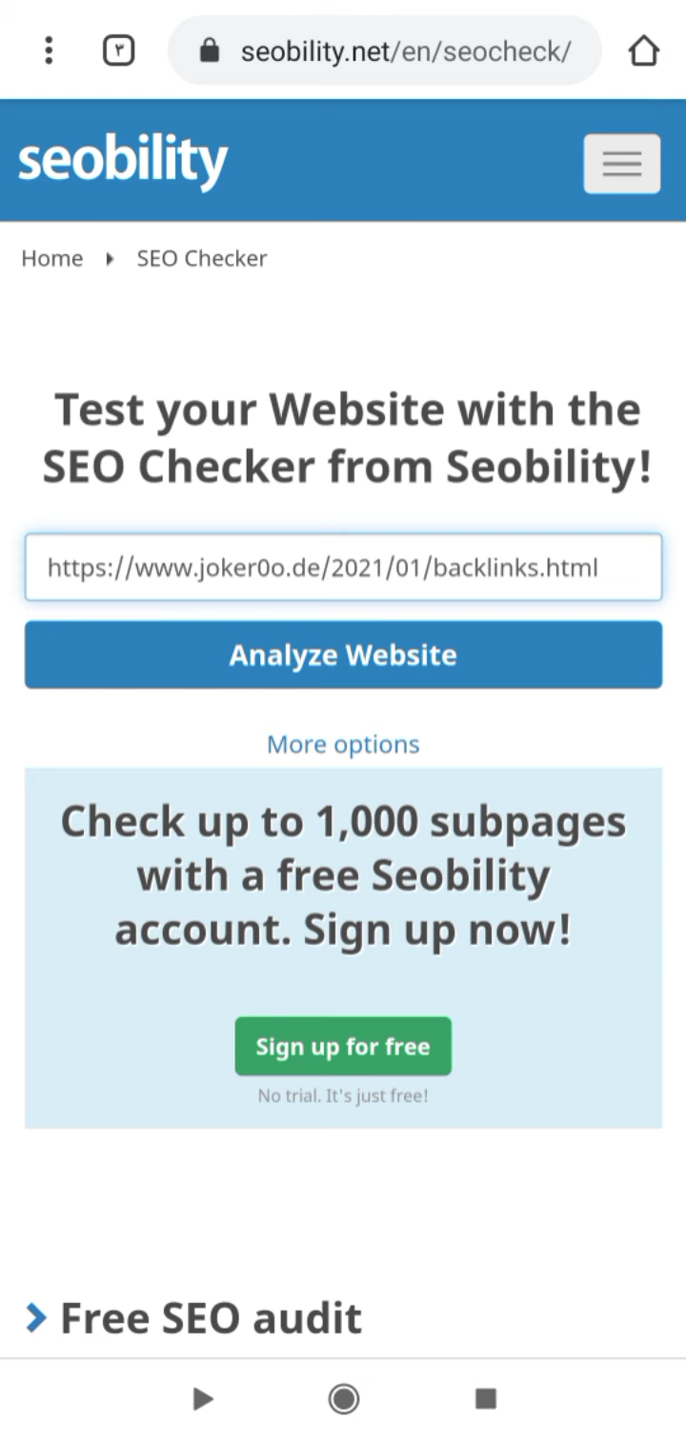 ۳
seobility.net/en/seocheck/
seobility
Home SEO Checker
Test your Website with the
SEO Checker from Seobility!
https://www.joker0o.de/2021/01/backlinks.html
Analyze Website
More options
Check up to 1,000 subpages
with a free Seobility
account. Sign up now!
Sign up for free
No trial. It's just free!
Free SEO audit